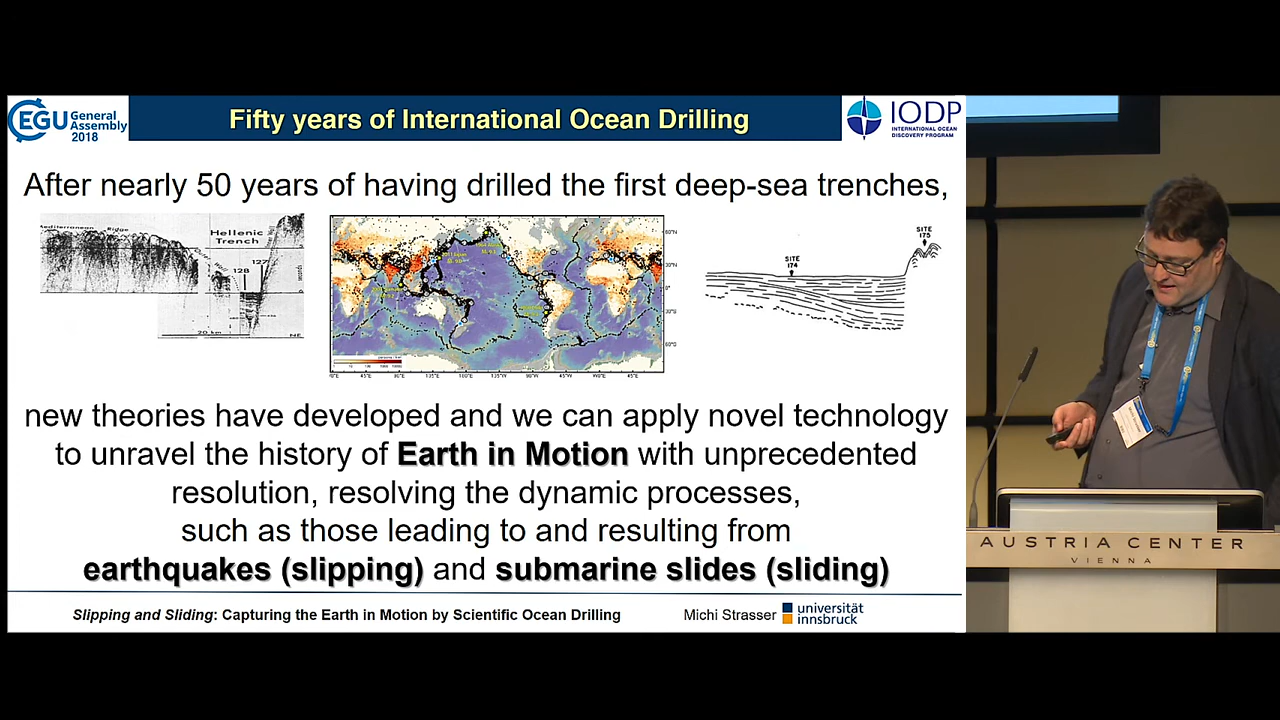 EGU General
Assembly
2018
Fifty years of International Ocean Drilling
IODP
INTERNATIONAL OCEAN
DISCOVERY PROGRAM
After nearly 50 years of having drilled the first deep-sea trenches,
Ridge
Hellenic
Trench
128
127
20 km
NE
SITE
174
SITE
175
new theories have developed and we can apply novel technology
to unravel the history of Earth in Motion with unprecedented
resolution, resolving the dynamic processes,
such as those leading to and resulting from
earthquakes (slipping) and submarine slides (sliding)
Slipping and Sliding: Capturing the Earth in Motion by Scientific Ocean Drilling
Michi Strasser
universität
innsbruck
AUSTRIA CENTER
VIENNA